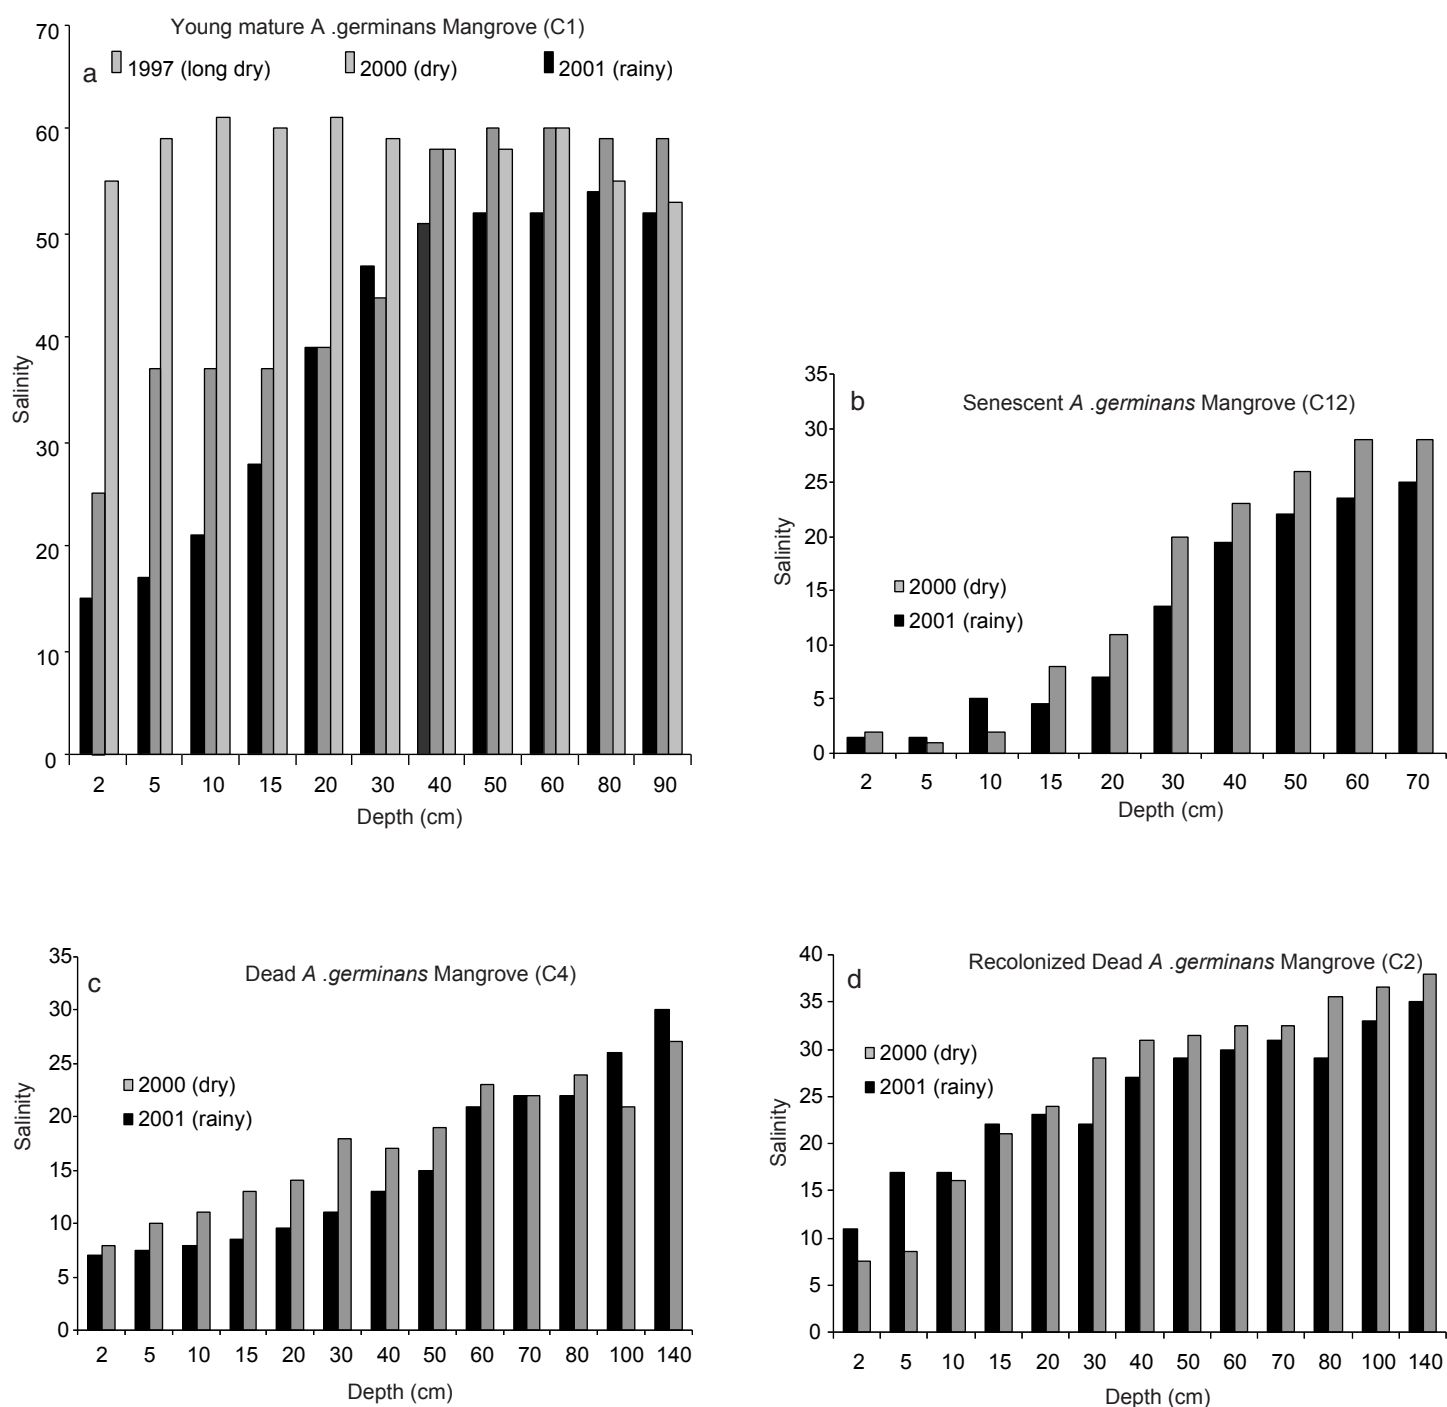 Young mature A .germinans Mangrove (C1)
a
1997 (long dry) 2000 (dry) 2001 (rainy)
70
60
50
40
30
20
10
0
Salinity
2 5 10 15 20 30 40 50 60 80 90
Depth (cm)
b
Senescent A .germinans Mangrove (C12)
2000 (dry)
2001 (rainy)
35
30
25
20
15
10
5
0
Salinity
2 5 10 15 20 30 40 50 60 70
Depth (cm)
c
Dead A .germinans Mangrove (C4)
2000 (dry)
2001 (rainy)
35
30
25
20
15
10
5
0
Salinity
2 5 10 15 20 30 40 50 60 70 80 100 140
Depth (cm)
d
Recolonized Dead A .germinans Mangrove (C2)
2000 (dry)
2001 (rainy)
40
35
30
25
20
15
10
5
0
Salinity
2 5 10 15 20 30 40 50 60 70 80 100 140
Depth (cm)